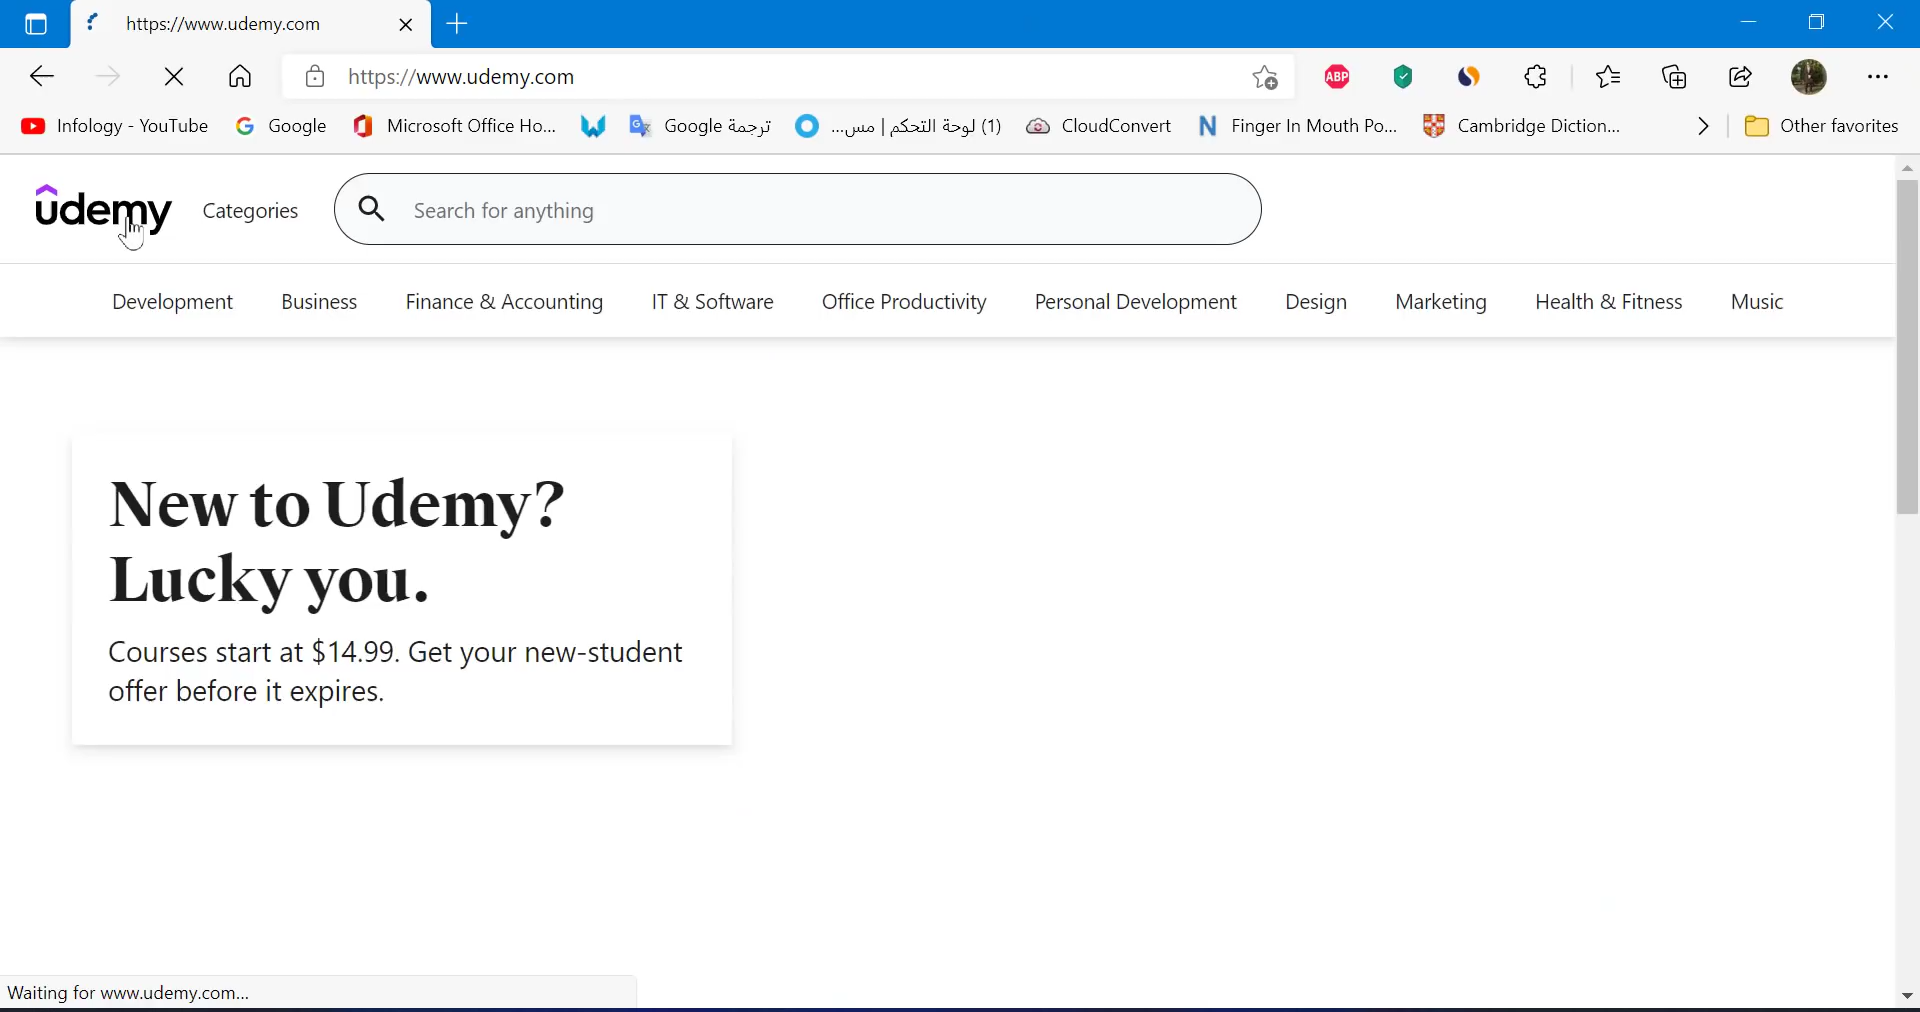 https://www.udemy.com
https://www.udemy.com
ABP
Infology - YouTube
Google
Microsoft Office Ho...
ترجمة Google
(1) لوحة التحكم | مس...
CloudConvert
Finger In Mouth Po...
Cambridge Diction...
Other favorites
udemy
Categories
Search for anything
Development
Business
Finance & Accounting
IT & Software
Office Productivity
Personal Development
Design
Marketing
Health & Fitness
Music
New to Udemy?
Lucky you.
Courses start at $14.99. Get your new-student
offer before it expires.
Waiting for www.udemy.com...